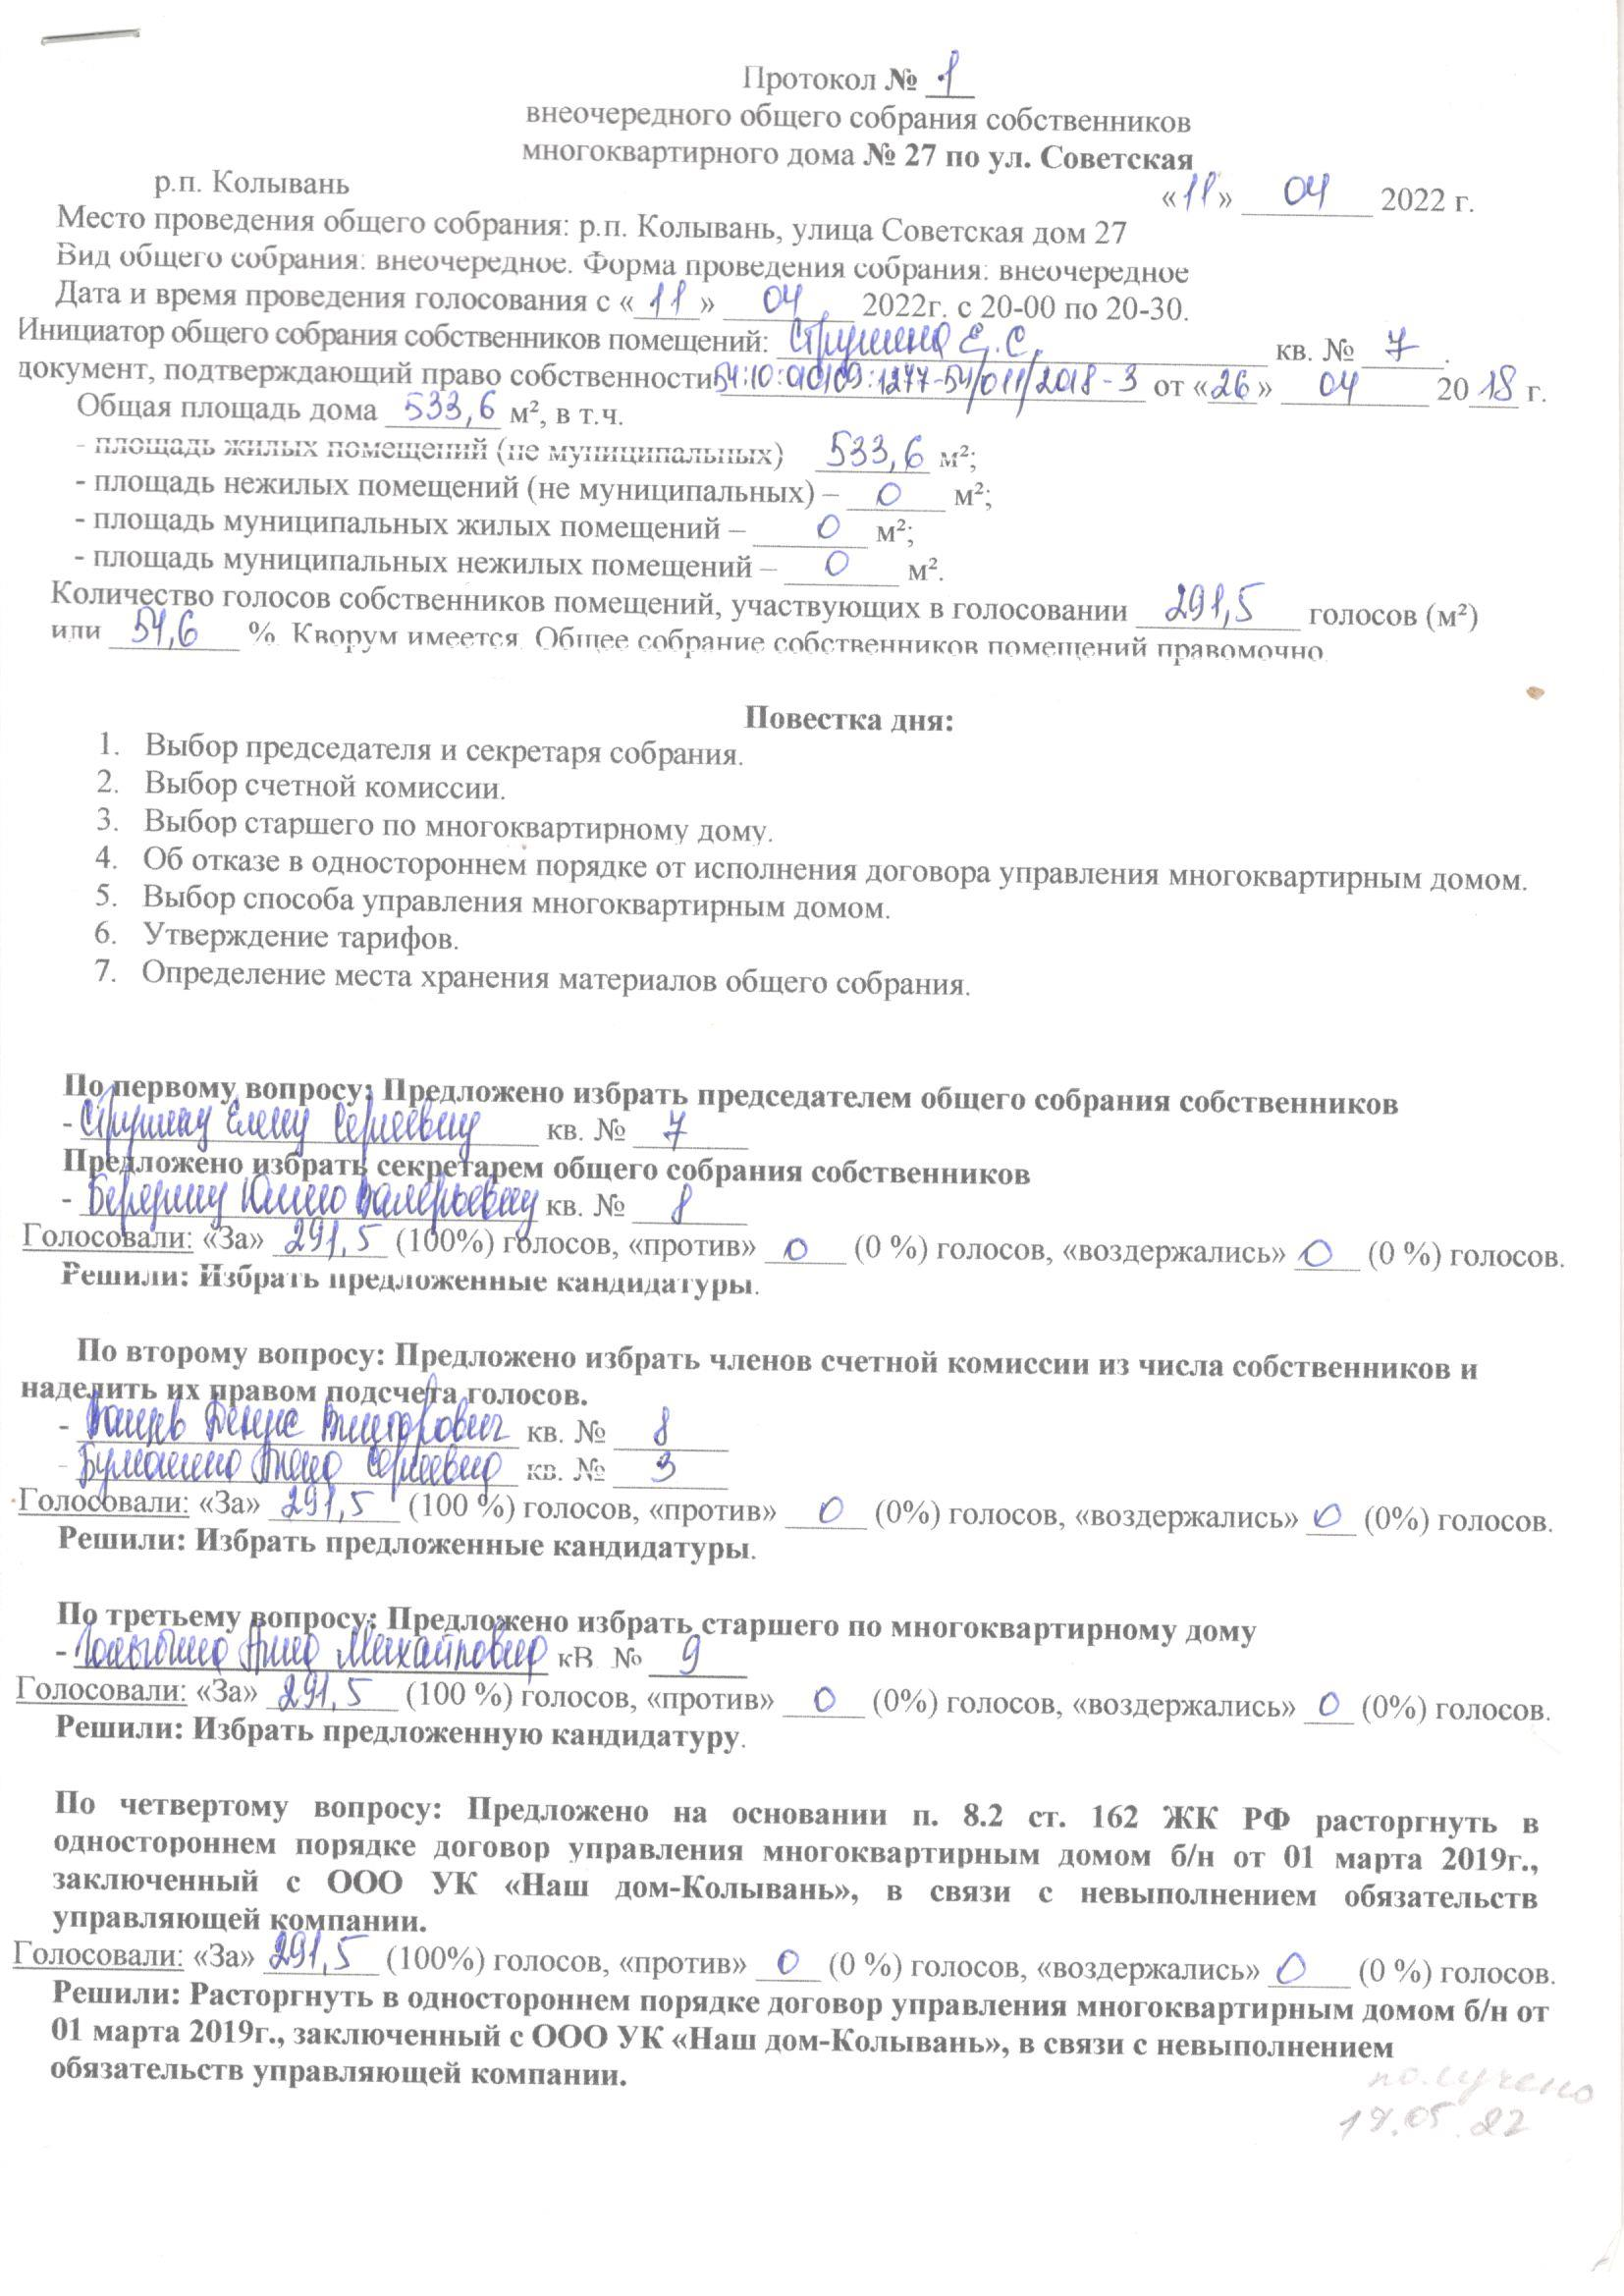 Протокол № 1
внеочередного общего собрания собственников
многоквартирного дома № 27 по ул. Советская
р.п. Колывань «11» 04 2022 г.
Место проведения общего собрания: р.п. Колывань, улица Советская дом 27
Вид общего собрания: внеочередное. Форма проведения собрания: внеочередное
Дата и время проведения голосования с «11» 04 2022г. с 20-00 по 20-30.
Инициатор общего собрания собственников помещений: Е.С. кв. № 7.
документ, подтверждающий право собственности 54:10:010109:1277-54/011/2018-3 от «26» 04 2018 г.
Общая площадь дома 533,6 м², в т.ч.
- площадь жилых помещений (не муниципальных) 533,6 м²;
- площадь нежилых помещений (не муниципальных) – 0 м²;
- площадь муниципальных жилых помещений – 0 м²;
- площадь муниципальных нежилых помещений – 0 м².
Количество голосов собственников помещений, участвующих в голосовании 291,5 голосов (м²)
или 54,6 %. Кворум имеется. Общее собрание собственников помещений правомочно
Повестка дня:
1. Выбор председателя и секретаря собрания.
2. Выбор счетной комиссии.
3. Выбор старшего по многоквартирному дому.
4. Об отказе в одностороннем порядке от исполнения договора управления многоквартирным домом.
5. Выбор способа управления многоквартирным домом.
6. Утверждение тарифов.
7. Определение места хранения материалов общего собрания.
По первому вопросу: Предложено избрать председателем общего собрания собственников
- Елену Сергеевну кв. № 7
Предложено избрать секретарем общего собрания собственников
- Валерьевну кв. № 8
Голосовали: «За» 291,5 (100%) голосов, «против» 0 (0 %) голосов, «воздержались» 0 (0 %) голосов.
Решили: Избрать предложенные кандидатуры.
По второму вопросу: Предложено избрать членов счетной комиссии из числа собственников и
наделить их правом подсчета голосов.
- Викторович кв. № 8
- кв. № 3
Голосовали: «За» 291,5 (100 %) голосов, «против» 0 (0%) голосов, «воздержались» 0 (0%) голосов.
Решили: Избрать предложенные кандидатуры.
По третьему вопросу: Предложено избрать старшего по многоквартирному дому
- кв. № 9
Голосовали: «За» 291,5 (100 %) голосов, «против» 0 (0%) голосов, «воздержались» 0 (0%) голосов.
Решили: Избрать предложенную кандидатуру.
По четвертому вопросу: Предложено на основании п. 8.2 ст. 162 ЖК РФ расторгнуть в
одностороннем порядке договор управления многоквартирным домом б/н от 01 марта 2019г.,
заключенный с ООО УК «Наш дом-Колывань», в связи с невыполнением обязательств
управляющей компании.
Голосовали: «За» 291,5 (100%) голосов, «против» 0 (0 %) голосов, «воздержались» 0 (0 %) голосов.
Решили: Расторгнуть в одностороннем порядке договор управления многоквартирным домом б/н от
01 марта 2019г., заключенный с ООО УК «Наш дом-Колывань», в связи с невыполнением
обязательств управляющей компании.
получено